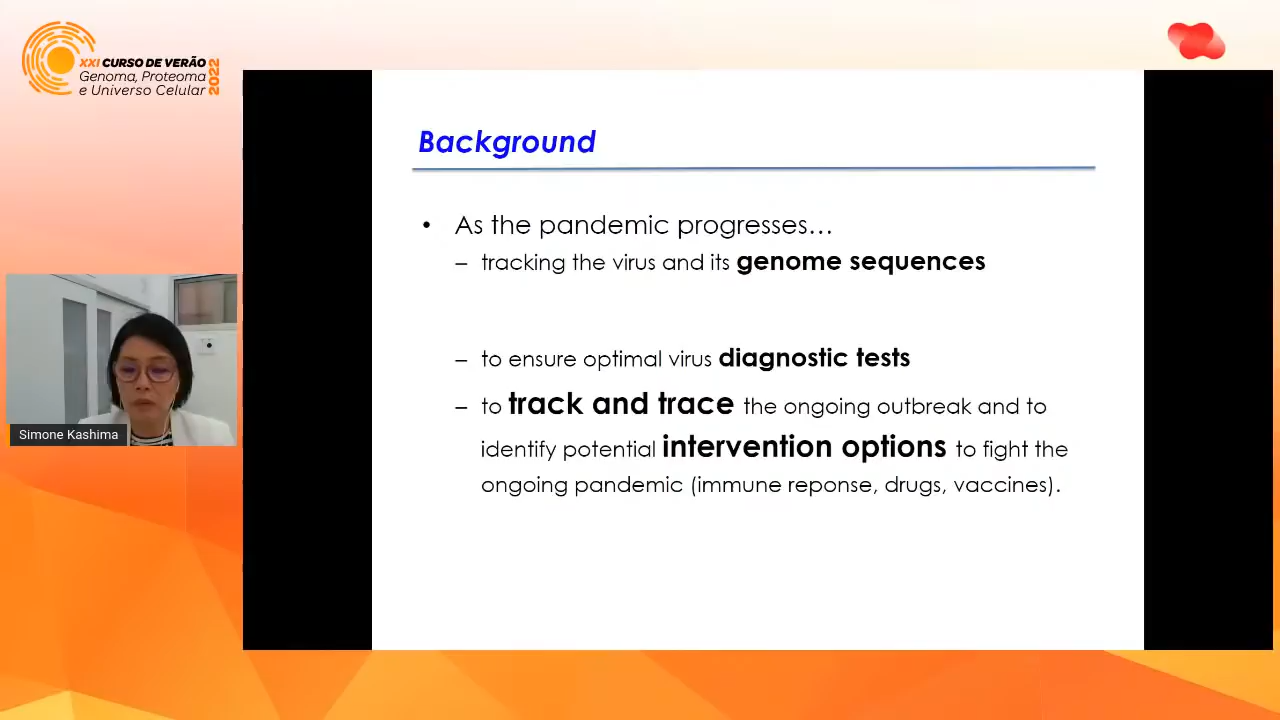 XXI CURSO DE VERÃO
Genoma, Proteoma
e Universo Celular
2022
Background
• As the pandemic progresses…
– tracking the virus and its genome sequences
– to ensure optimal virus diagnostic tests
– to track and trace the ongoing outbreak and to
identify potential intervention options to fight the
ongoing pandemic (immune reponse, drugs, vaccines).
Simone Kashima